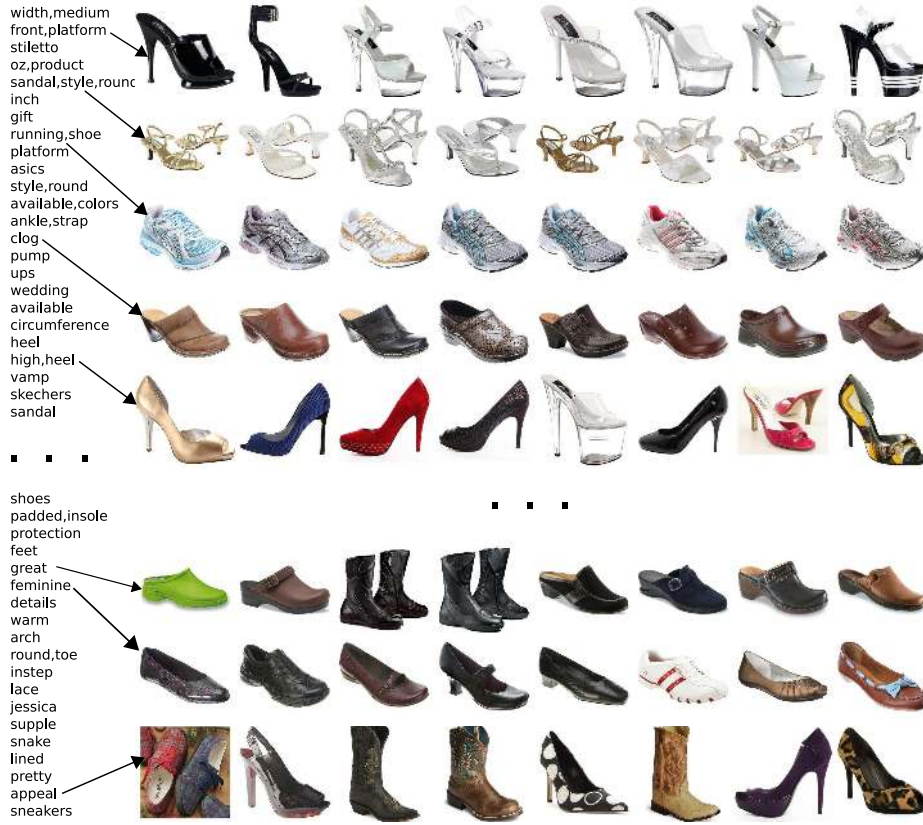 width,medium
front,platform
stiletto
oz,product
sandal,style,round
inch
gift
running,shoe
platform
asics
style,round
available,colors
ankle,strap
clog
pump
ups
wedding
available
circumference
heel
high,heel
vamp
skechers
sandal
. . .
. . .
shoes
padded,insole
protection
feet
great
feminine
details
warm
arch
round,toe
instep
lace
jessica
supple
snake
lined
pretty
appeal
sneakers